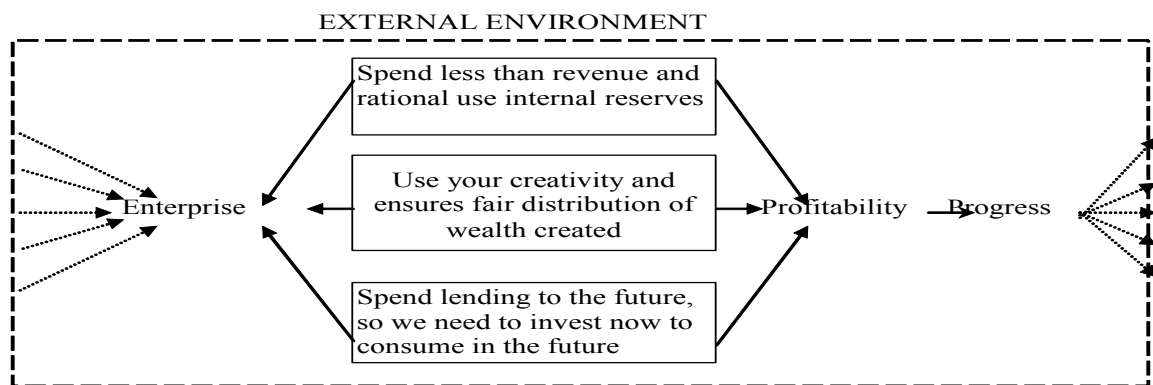 EXTERNAL ENVIRONMENT
Spend less than revenue and
rational use internal reserves
Enterprise
Use your creativity and
ensures fair distribution of
wealth created
Profitability
Progress
Spend lending to the future,
so we need to invest now to
consume in the future